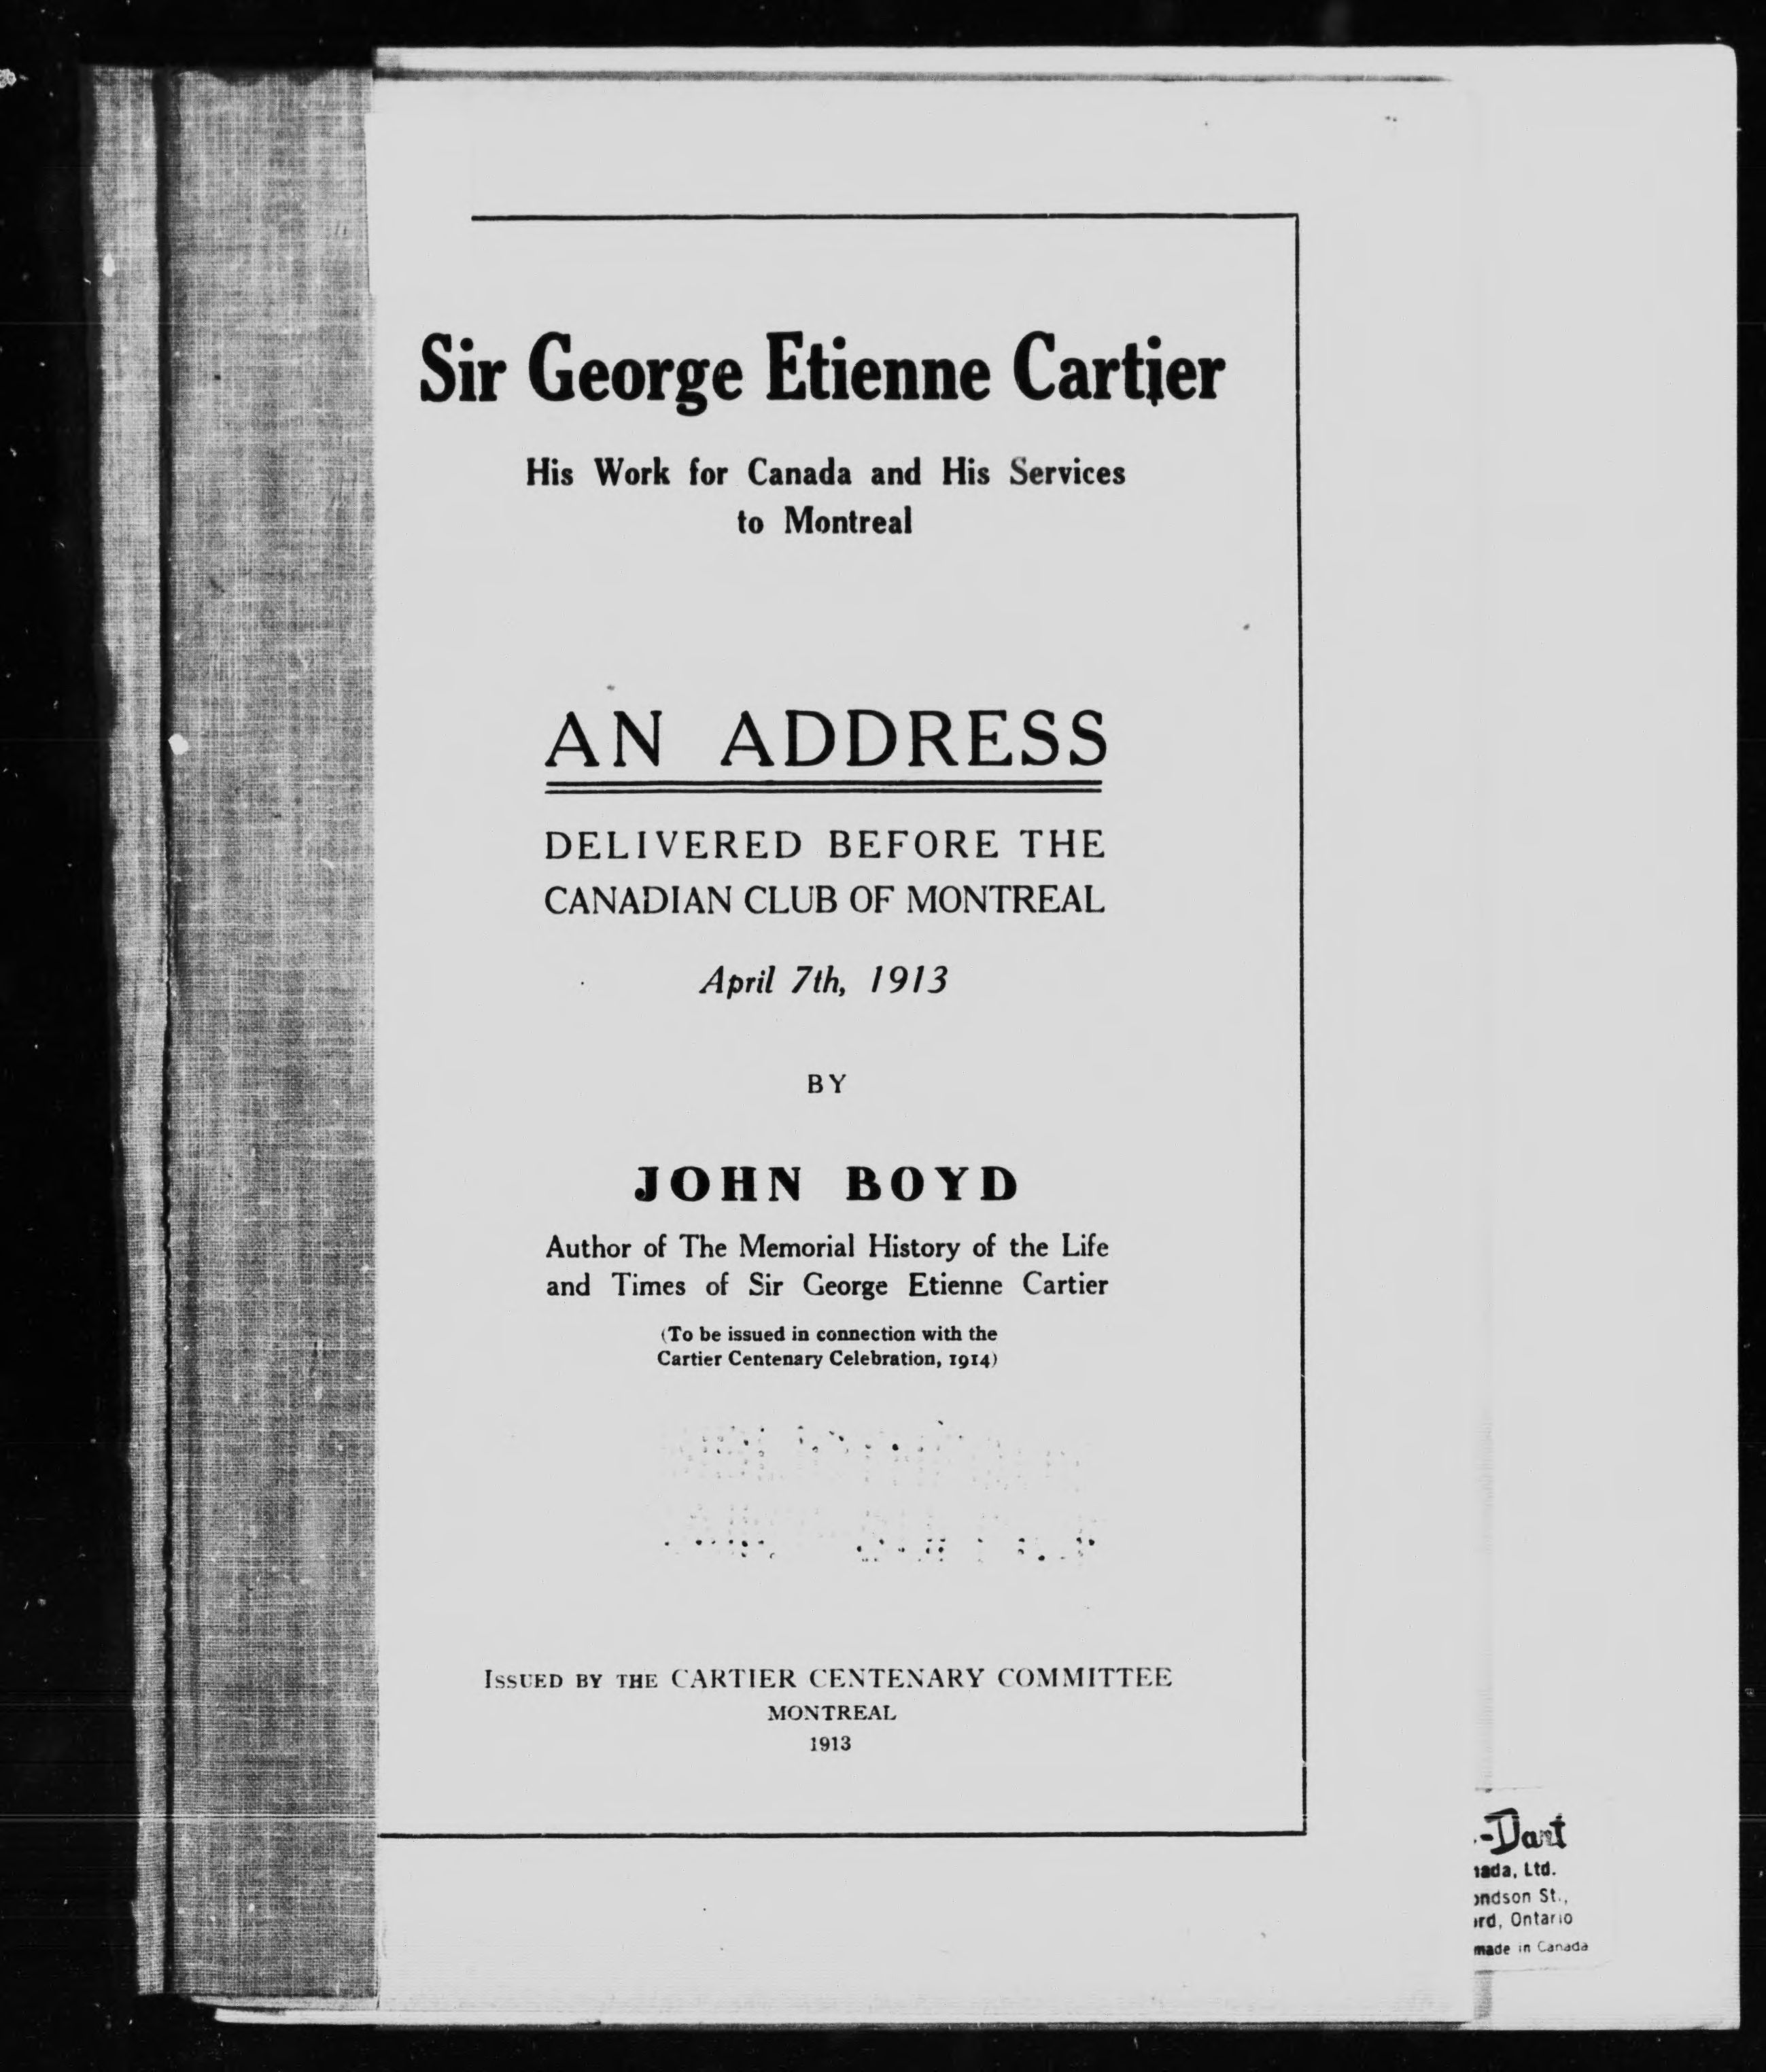 Sir George Etienne Cartier
His Work for Canada and His Services
to Montreal
AN ADDRESS
DELIVERED BEFORE THE
CANADIAN CLUB OF MONTREAL
April 7th, 1913
BY
JOHN BOYD
Author of The Memorial History of the Life
and Times of Sir George Etienne Cartier
(To be issued in connection with the
Cartier Centenary Celebration, 1914)
ISSUED BY THE CARTIER CENTENARY COMMITTEE
MONTREAL
1913
-Dart
nada, Ltd.
ondson St.,
ord, Ontario
made in Canada